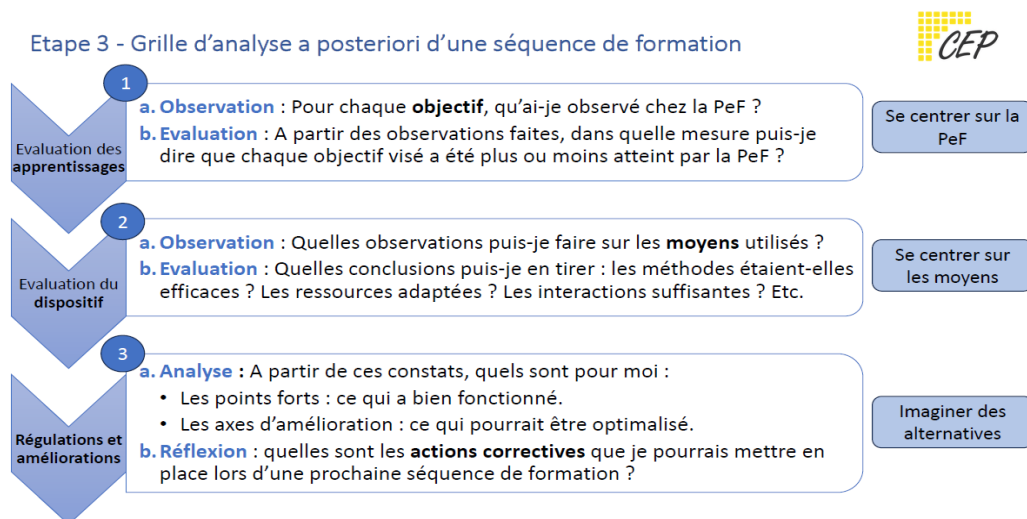 Etape 3 - Grille d'analyse a posteriori d'une séquence de formation
CEP
1
Evaluation des
apprentissages
a. Observation : Pour chaque objectif, qu'ai-je observé chez la PeF ?
b. Evaluation : A partir des observations faites, dans quelle mesure puis-je
dire que chaque objectif visé a été plus ou moins atteint par la PeF ?
Se centrer sur la
PeF
2
Evaluation du
dispositif
a. Observation : Quelles observations puis-je faire sur les moyens utilisés ?
b. Evaluation : Quelles conclusions puis-je en tirer : les méthodes étaient-elles
efficaces ? Les ressources adaptées ? Les interactions suffisantes ? Etc.
Se centrer sur
les moyens
3
Régulations et
améliorations
a. Analyse : A partir de ces constats, quels sont pour moi :
• Les points forts : ce qui a bien fonctionné.
• Les axes d'amélioration : ce qui pourrait être optimalisé.
b. Réflexion : quelles sont les actions correctives que je pourrais mettre en
place lors d'une prochaine séquence de formation ?
Imaginer des
alternatives